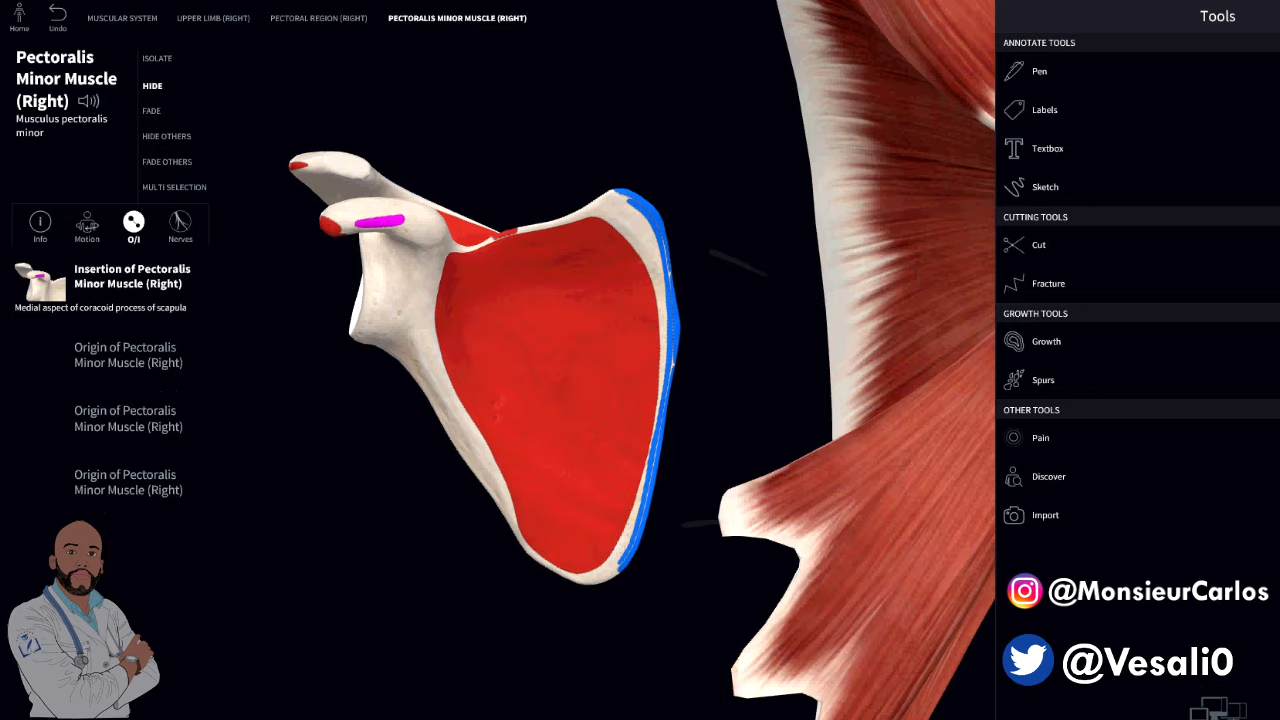 Home
Undo
MUSCULAR SYSTEM
UPPER LIMB (RIGHT)
PECTORAL REGION (RIGHT)
PECTORALIS MINOR MUSCLE (RIGHT)
Pectoralis
Minor Muscle
(Right)
Musculus pectoralis
minor
ISOLATE
HIDE
FADE
HIDE OTHERS
FADE OTHERS
MULTI SELECTION
Info
Motion
O/I
Nerves
Insertion of Pectoralis
Minor Muscle (Right)
Medial aspect of coracoid process of scapula
Origin of Pectoralis
Minor Muscle (Right)
Origin of Pectoralis
Minor Muscle (Right)
Origin of Pectoralis
Minor Muscle (Right)
Tools
ANNOTATE TOOLS
Pen
Labels
Textbox
Sketch
CUTTING TOOLS
Cut
Fracture
GROWTH TOOLS
Growth
Spurs
OTHER TOOLS
Pain
Discover
Import
@MonsieurCarlos
@Vesali0